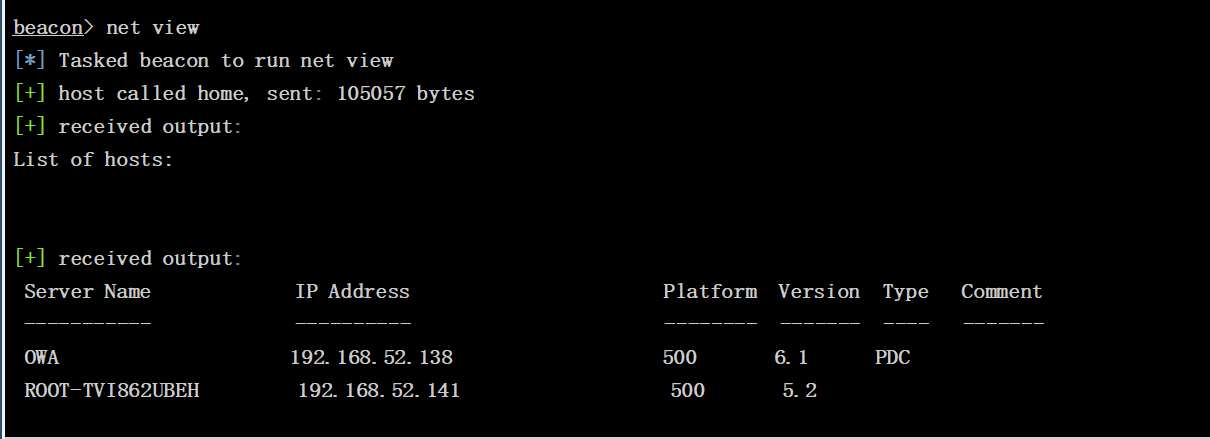 beacon> net view
[*] Tasked beacon to run net view
[+] host called home, sent: 105057 bytes
[+] received output:
List of hosts:
[+] received output:
Server Name IP Address Platform Version Type Comment
----------- ---------- -------- ------- ---- -------
OWA 192.168.52.138 500 6.1 PDC
ROOT-TVI862UBEH 192.168.52.141 500 5.2